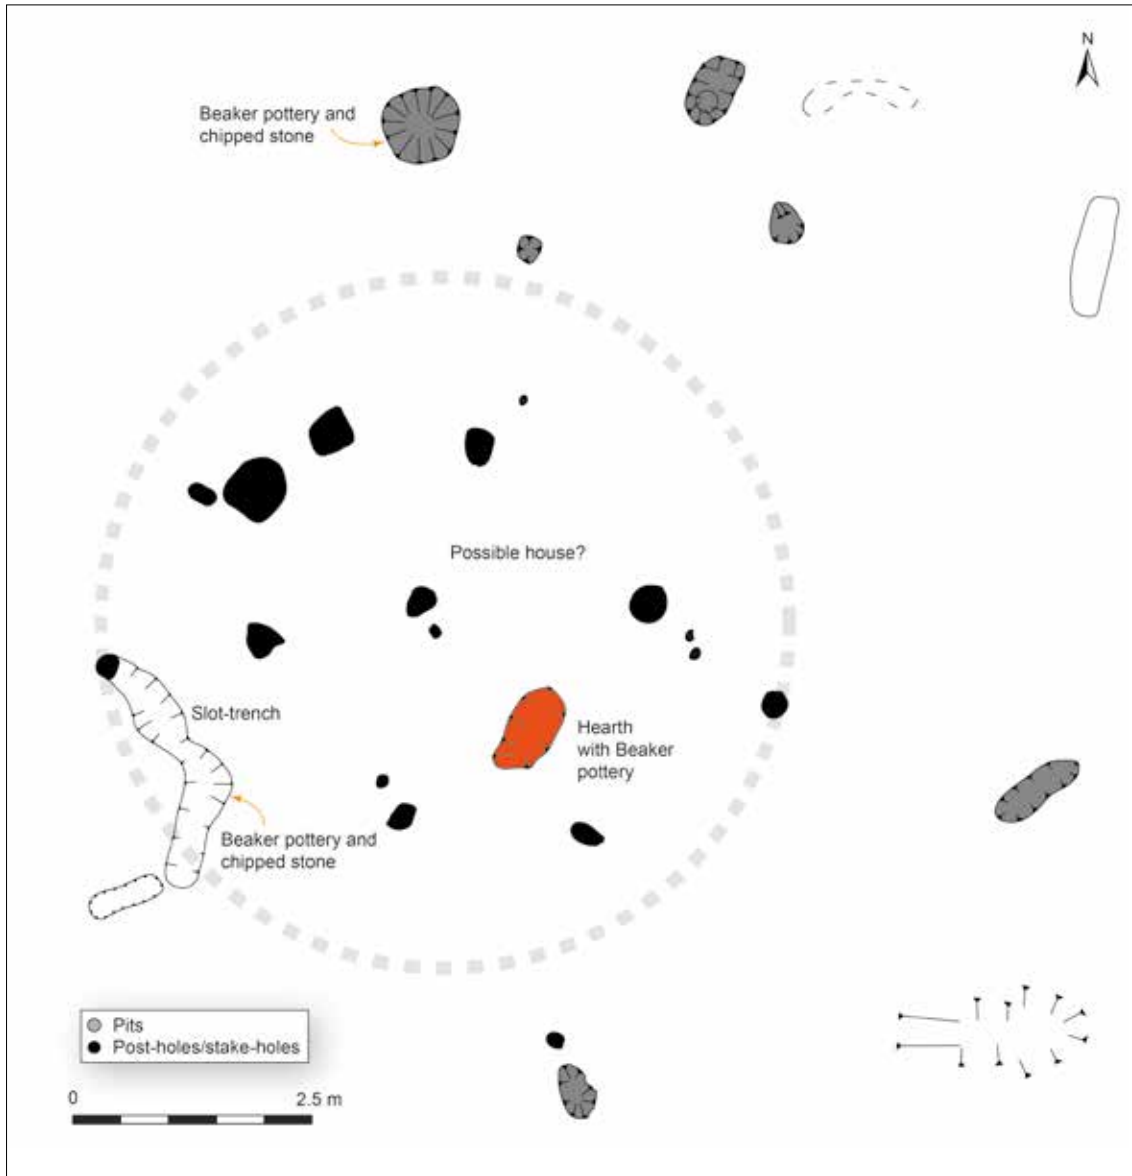 N
Beaker pottery and
chipped stone
Possible house?
Slot-trench
Hearth
with Beaker
pottery
Beaker pottery and
chipped stone
Pits
Post-holes/stake-holes
0 2.5 m